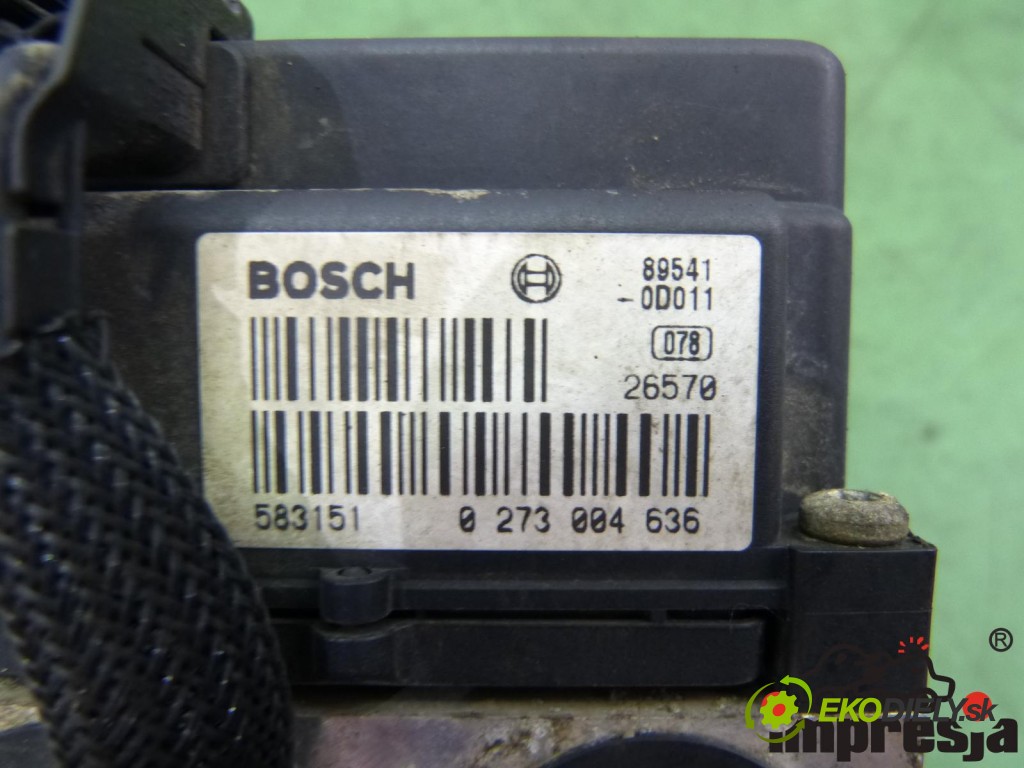 BOSCH
89541
-0D011
078
26570
583151 0 273 004 636
®
EKODIELY.sk
impresja